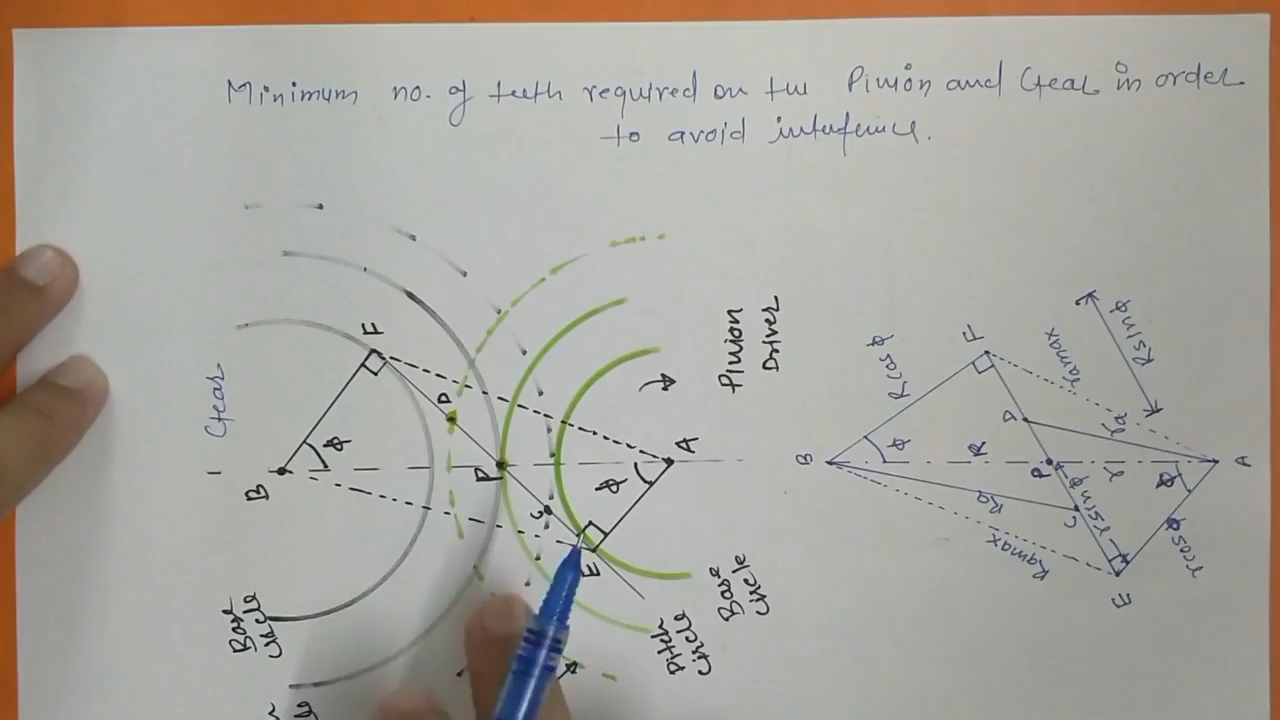 Minimum no. of teeth required on the Pinion and Gear in order
to avoid interference.
Gear
B
F
φ
D
P
C
E
A
φ
Pinion
Driver
Base
Circle
Pitch
Circle
Base
Circle
B
F
A
E
D
P
C
R cos φ
φ
R
r
Ra
ra
ramax
Ramax
R sin φ
r sin φ
r cos φ
φ